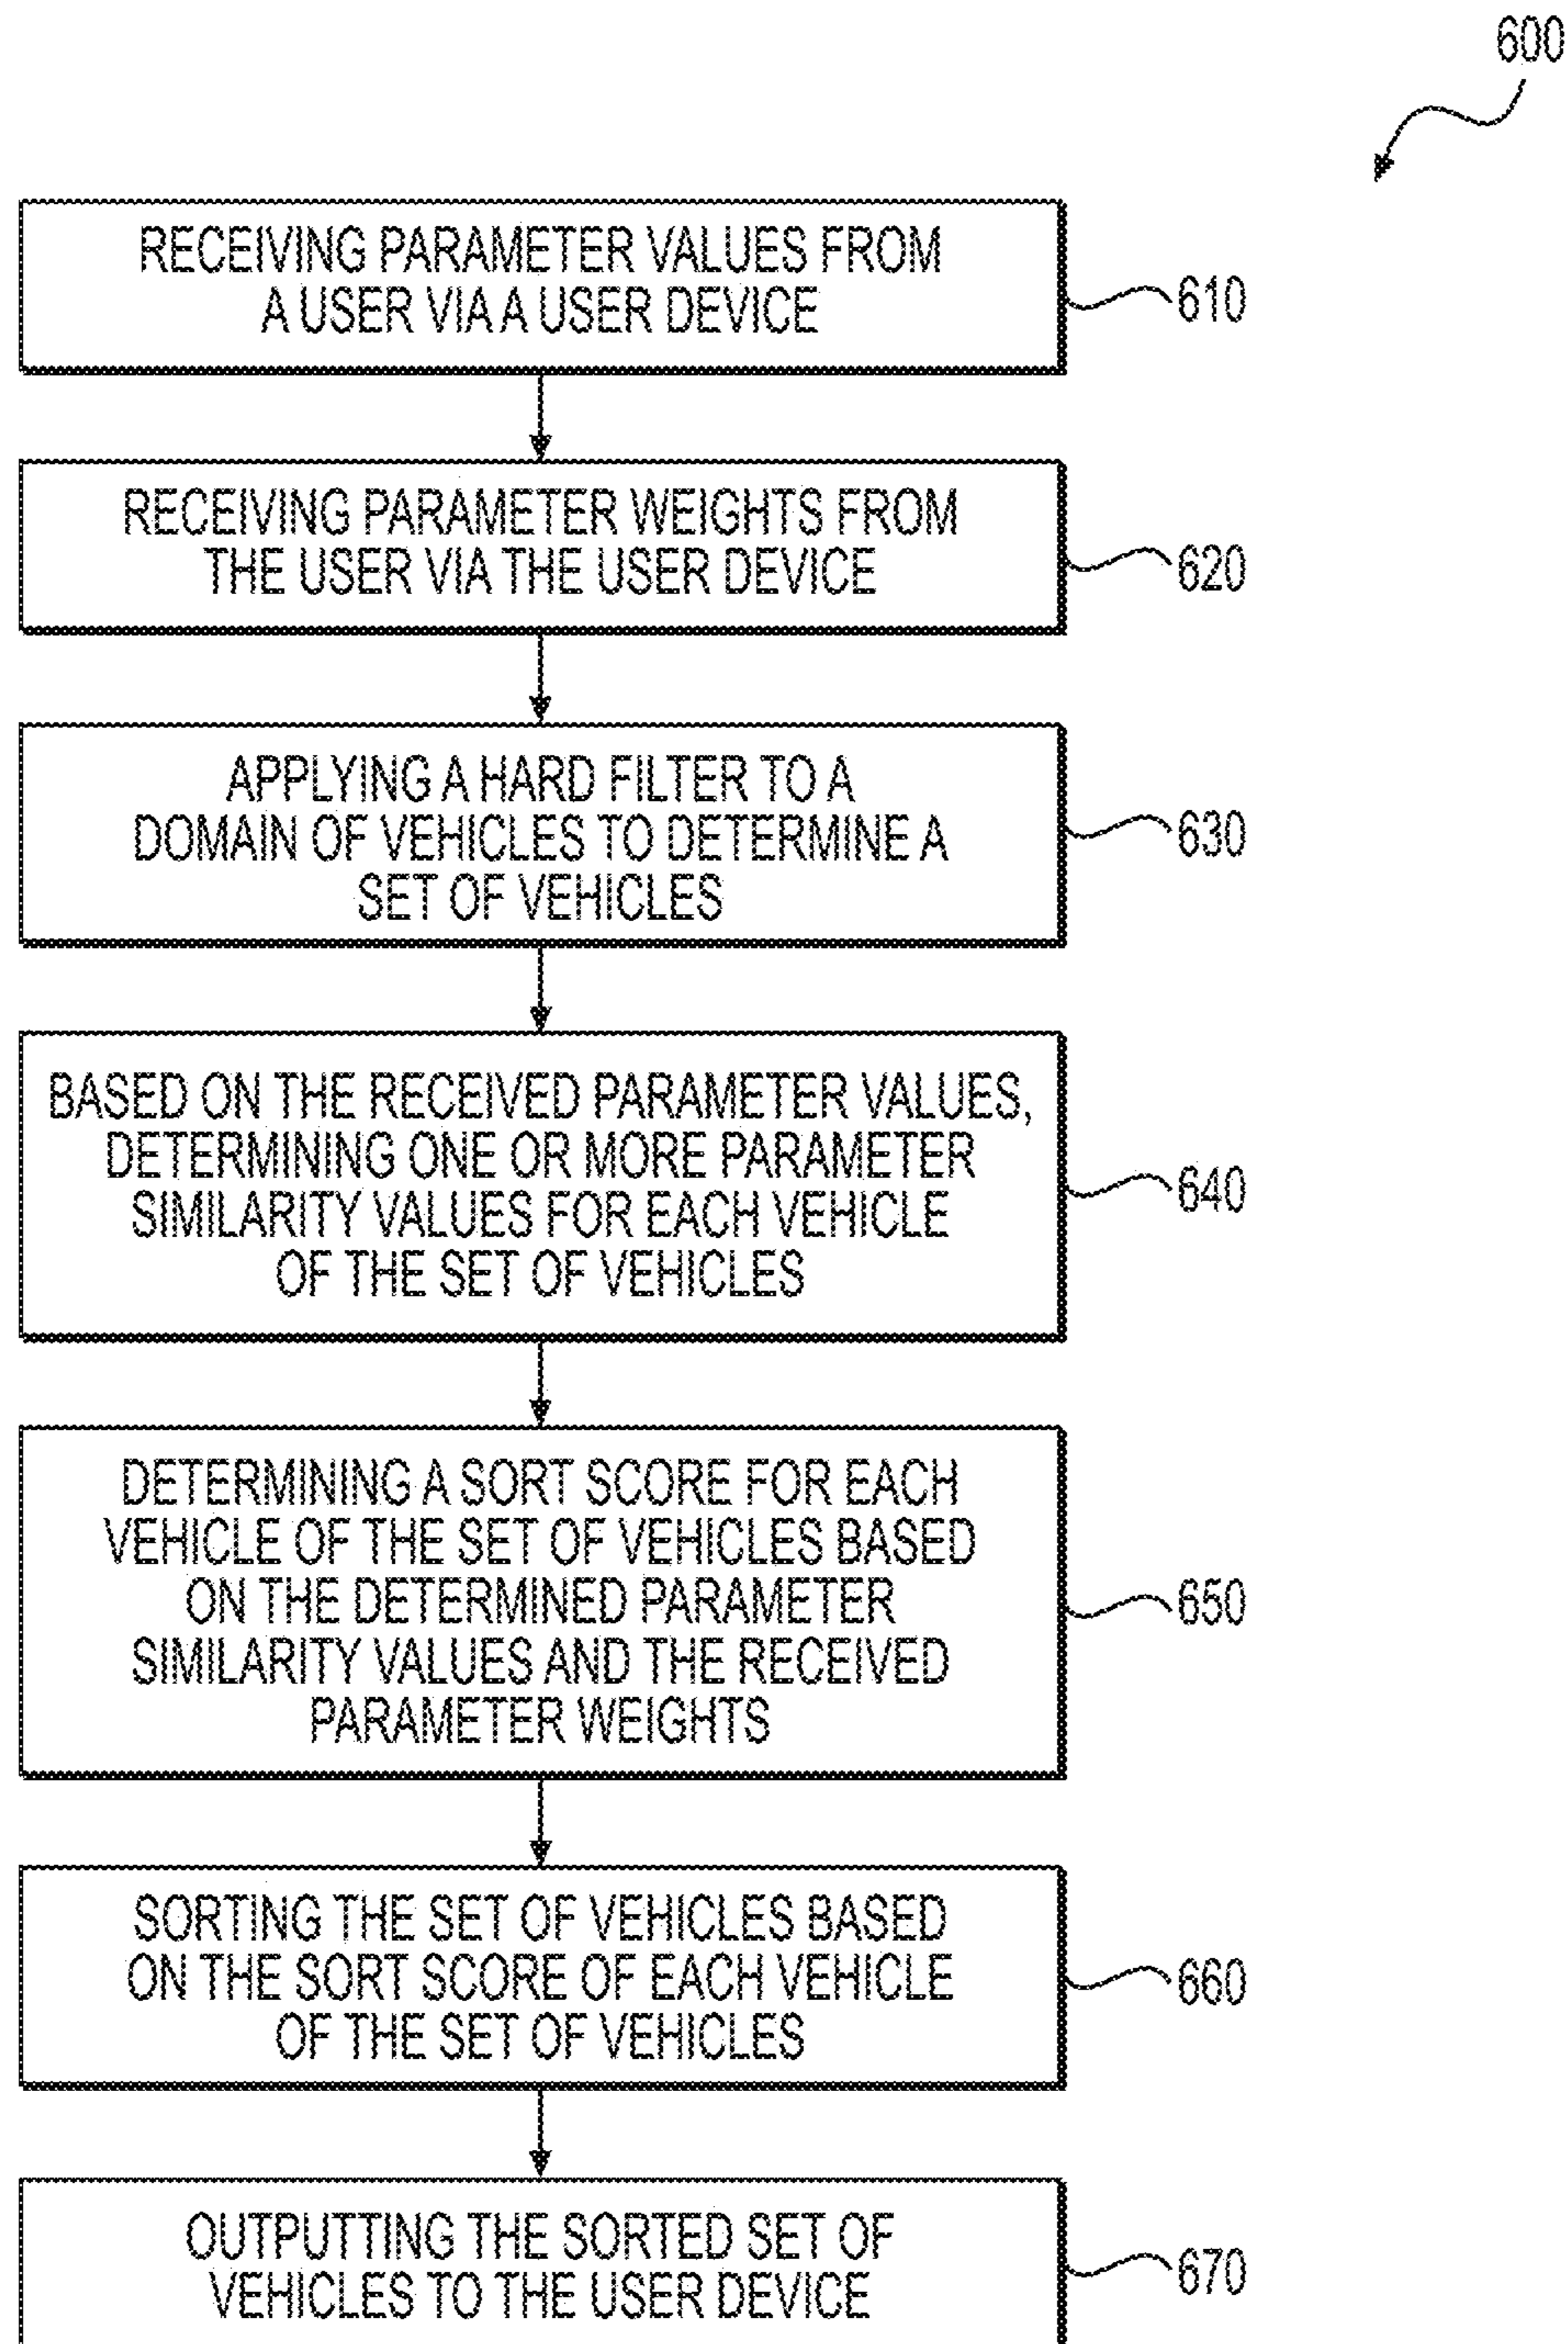 600
RECEIVING PARAMETER VALUES FROM
A USER VIA A USER DEVICE
610
RECEIVING PARAMETER WEIGHTS FROM
THE USER VIA THE USER DEVICE
620
APPLYING A HARD FILTER TO A
DOMAIN OF VEHICLES TO DETERMINE A
SET OF VEHICLES
630
BASED ON THE RECEIVED PARAMETER VALUES,
DETERMINING ONE OR MORE PARAMETER
SIMILARITY VALUES FOR EACH VEHICLE
OF THE SET OF VEHICLES
640
DETERMINING A SORT SCORE FOR EACH
VEHICLE OF THE SET OF VEHICLES BASED
ON THE DETERMINED PARAMETER
SIMILARITY VALUES AND THE RECEIVED
PARAMETER WEIGHTS
650
SORTING THE SET OF VEHICLES BASED
ON THE SORT SCORE OF EACH VEHICLE
OF THE SET OF VEHICLES
660
OUTPUTTING THE SORTED SET OF
VEHICLES TO THE USER DEVICE
670